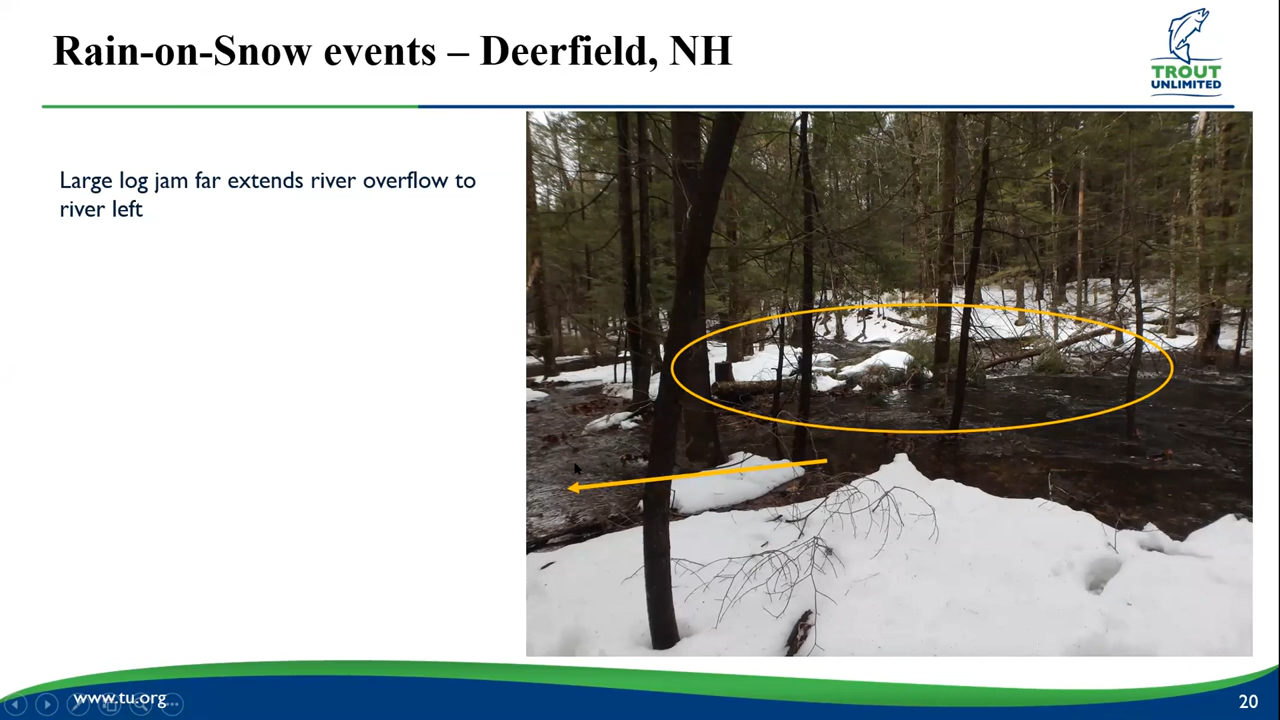 Rain-on-Snow events – Deerfield, NH
TROUT
UNLIMITED
Large log jam far extends river overflow to
river left
www.tu.org
20